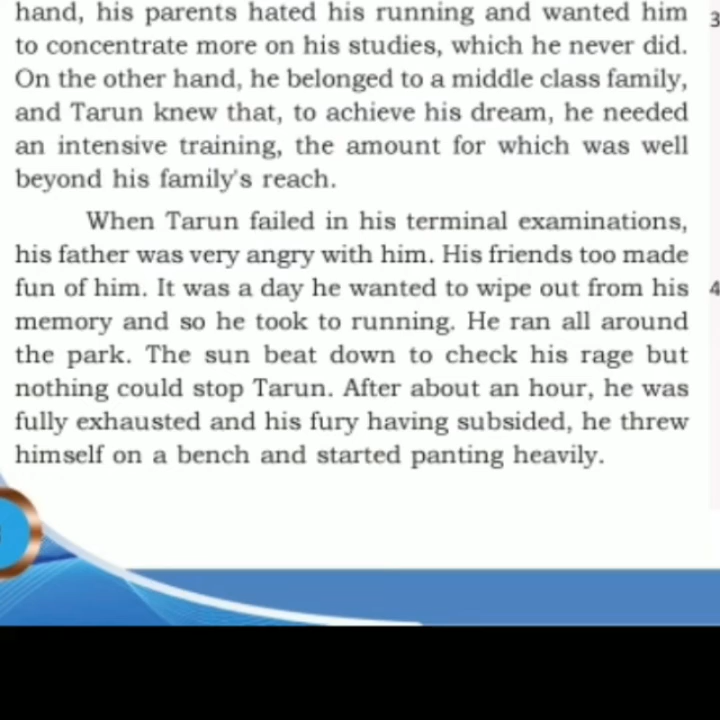 hand, his parents hated his running and wanted him
to concentrate more on his studies, which he never did.
On the other hand, he belonged to a middle class family,
and Tarun knew that, to achieve his dream, he needed
an intensive training, the amount for which was well
beyond his family's reach.
When Tarun failed in his terminal examinations,
his father was very angry with him. His friends too made
fun of him. It was a day he wanted to wipe out from his
memory and so he took to running. He ran all around
the park. The sun beat down to check his rage but
nothing could stop Tarun. After about an hour, he was
fully exhausted and his fury having subsided, he threw
himself on a bench and started panting heavily.
3
4